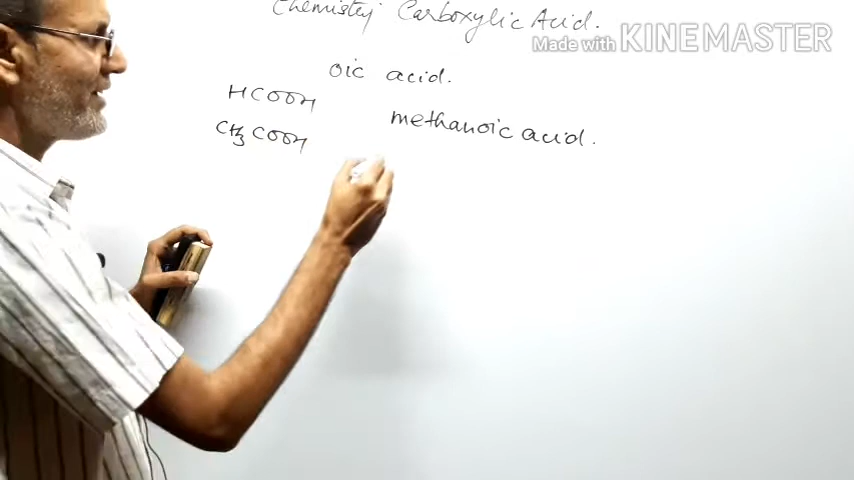 Chemistry Carboxylic Acid.
Made with KINEMASTER
oic acid.
HCOOH
methanoic acid.
CH3COOH